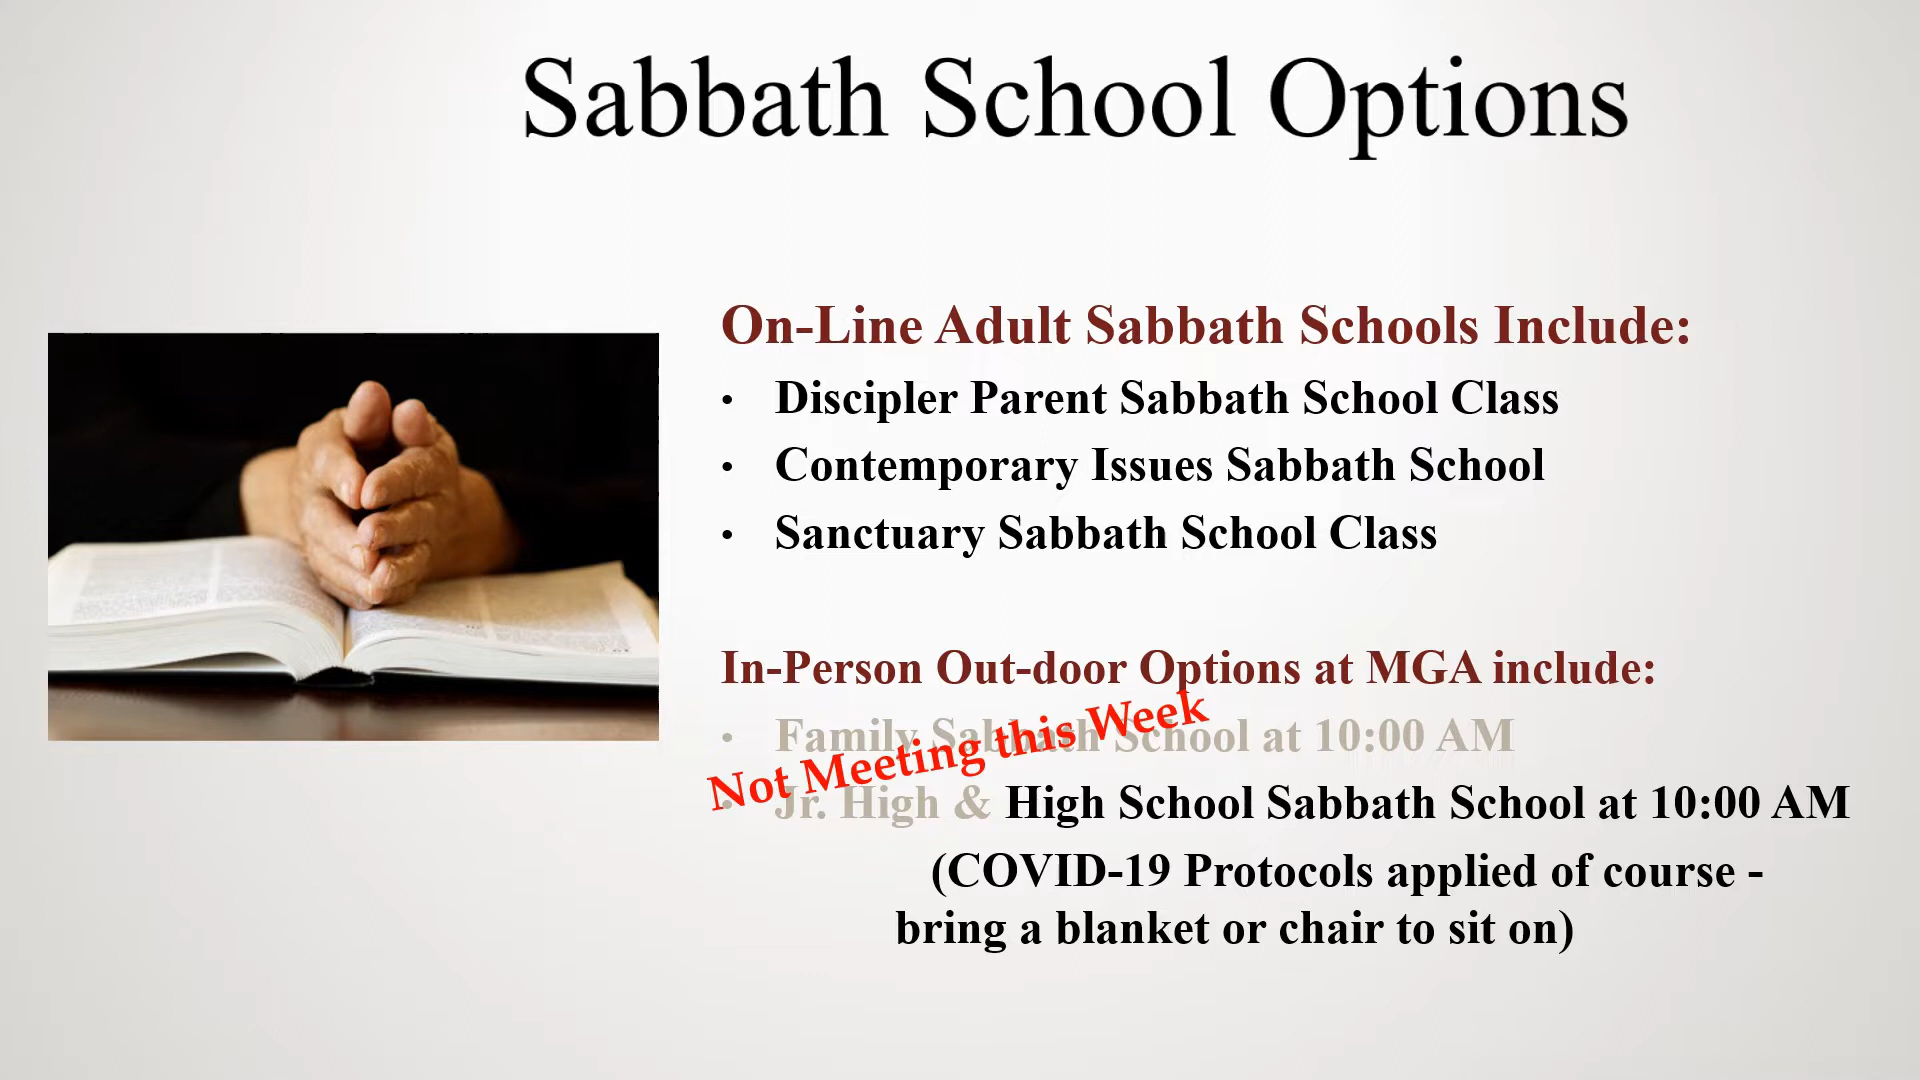 Sabbath School Options
On-Line Adult Sabbath Schools Include:
• Discipler Parent Sabbath School Class
• Contemporary Issues Sabbath School
• Sanctuary Sabbath School Class
In-Person Out-door Options at MGA include:
• Family Sabbath School at 10:00 AM
Not Meeting this Week
• Jr. High & High School Sabbath School at 10:00 AM
(COVID-19 Protocols applied of course -
bring a blanket or chair to sit on)